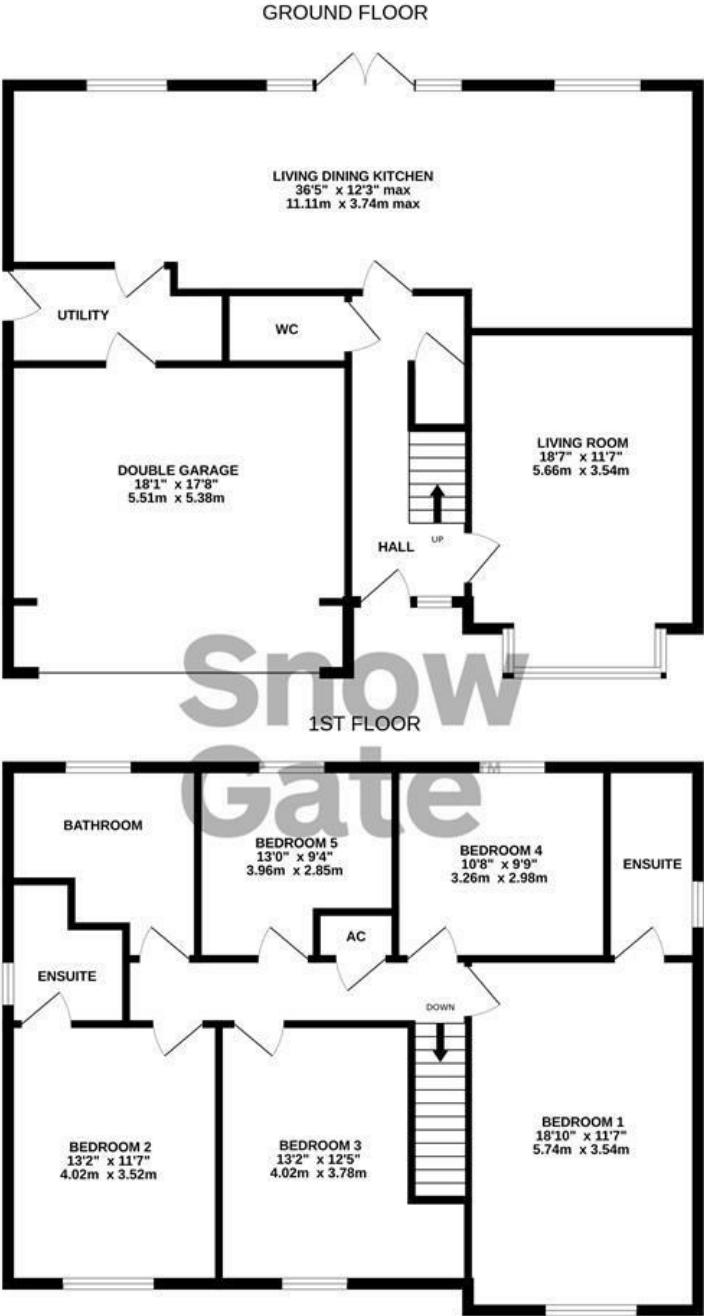 GROUND FLOOR
LIVING DINING KITCHEN
36'5" x 12'3" max
11.11m x 3.74m max
UTILITY
WC
DOUBLE GARAGE
18'1" x 17'8"
5.51m x 5.38m
LIVING ROOM
18'7" x 11'7"
5.66m x 3.54m
HALL
UP
Snow
Gate™
1ST FLOOR
BATHROOM
BEDROOM 5
13'0" x 9'4"
3.96m x 2.85m
BEDROOM 4
10'8" x 9'9"
3.26m x 2.98m
ENSUITE
AC
ENSUITE
DOWN
BEDROOM 2
13'2" x 11'7"
4.02m x 3.52m
BEDROOM 3
13'2" x 12'5"
4.02m x 3.78m
BEDROOM 1
18'10" x 11'7"
5.74m x 3.54m